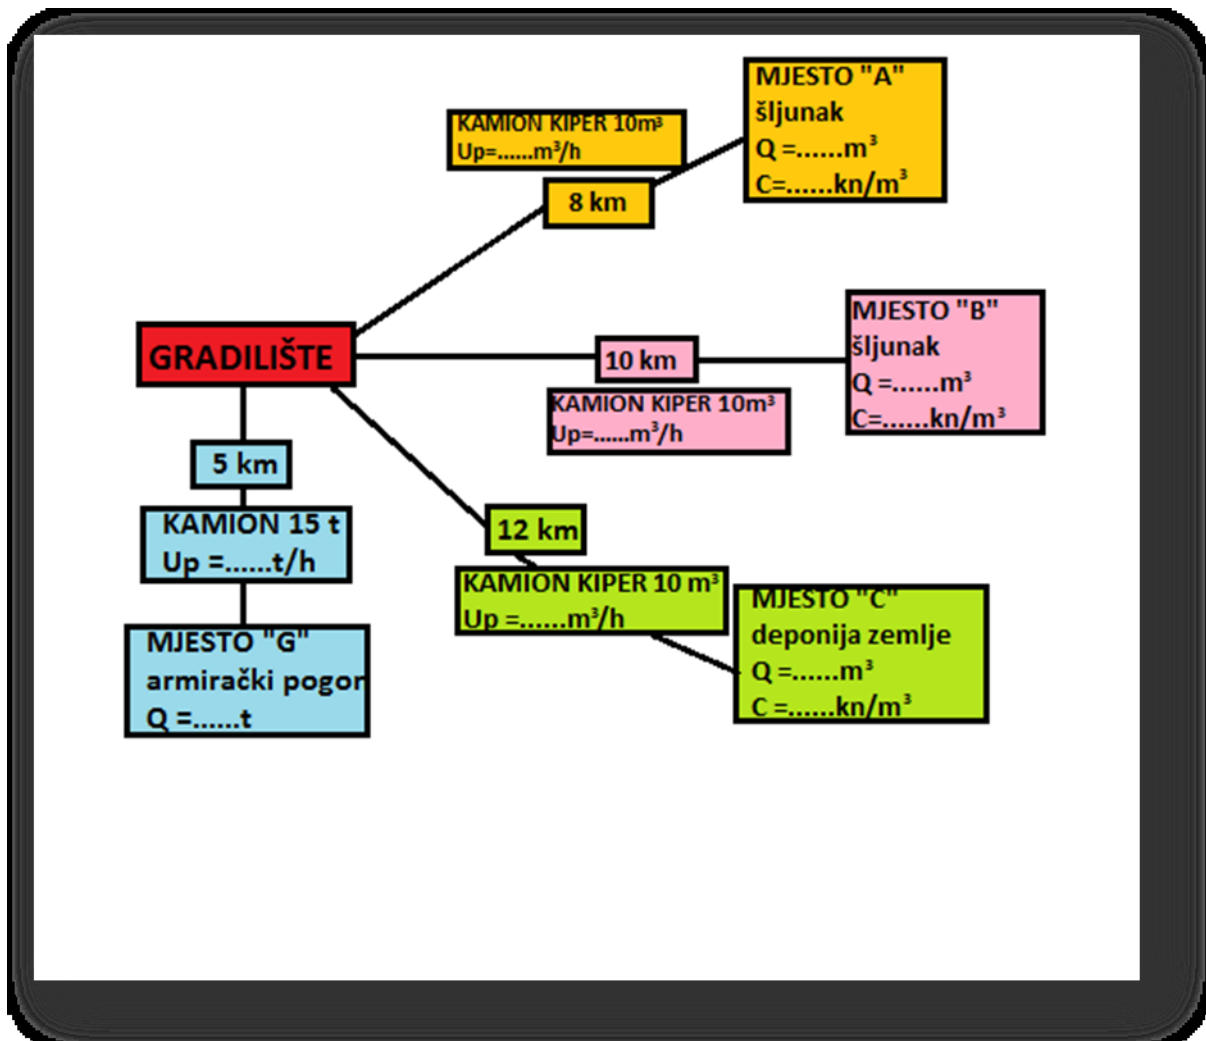 MJESTO "A"
šljunak
Q =......m³
C=......kn/m³
KAMION KIPER 10m³
Up=......m³/h
8 km
MJESTO "B"
šljunak
Q =......m³
C=......kn/m³
GRADILIŠTE
10 km
KAMION KIPER 10m³
Up=......m³/h
5 km
12 km
KAMION 15 t
Up =......t/h
KAMION KIPER 10 m³
Up =......m³/h
MJESTO "C"
deponija zemlje
Q =......m³
C =......kn/m³
MJESTO "G"
armirački pogon
Q =......t